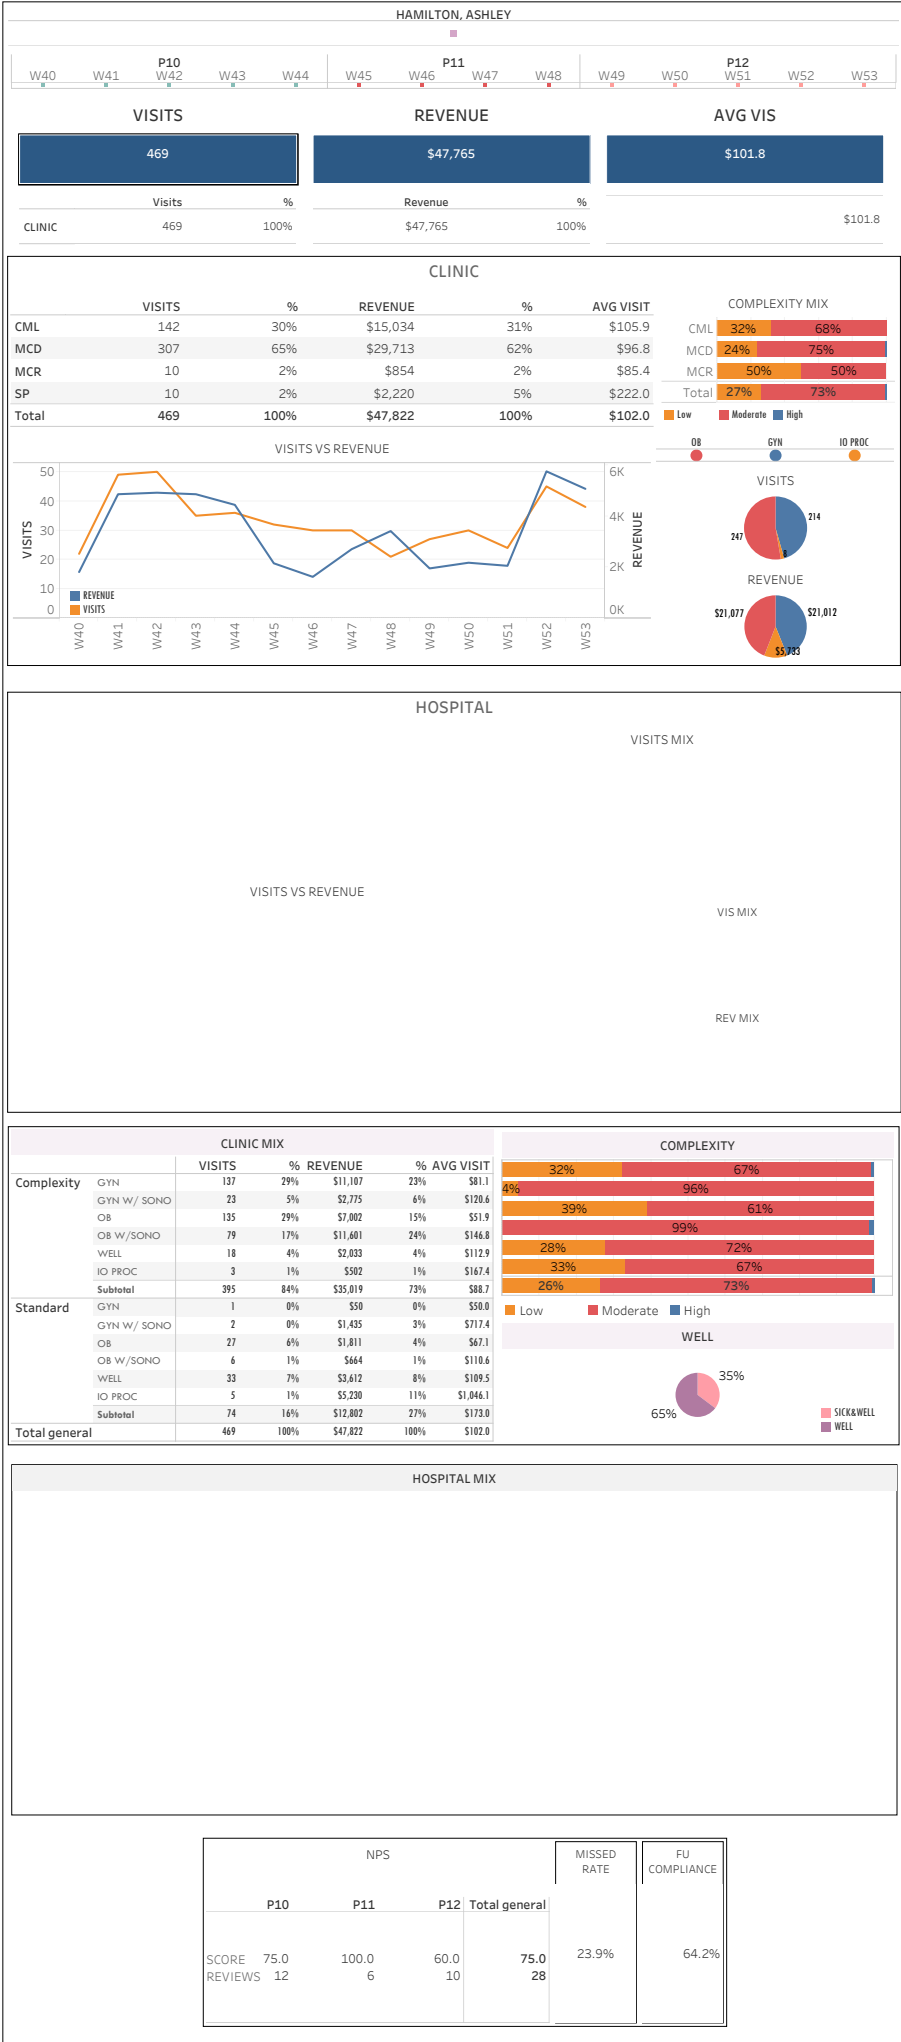 HAMILTON, ASHLEY
P10 P11 P12
W40 W41 W42 W43 W44 W45 W46 W47 W48 W49 W50 W51 W52 W53
VISITS REVENUE AVG VIS
469 $47,765 $101.8
Visits % Revenue %
CLINIC 469 100% $47,765 100% $101.8
CLINIC
VISITS % REVENUE % AVG VISIT
CML 142 30% $15,034 31% $105.9
MCD 307 65% $29,713 62% $96.8
MCR 10 2% $854 2% $85.4
SP 10 2% $2,220 5% $222.0
Total 469 100% $47,822 100% $102.0
COMPLEXITY MIX
CML 32% 68%
MCD 24% 75%
MCR 50% 50%
Total 27% 73%
Low Moderate High
OB GYN IO PROC
VISITS
247 214
8
REVENUE
$21,077 $21,012
$5,733
VISITS VS REVENUE
50 6K
40
30 4K
20 2K
10
0 0K
VISITS
REVENUE
REVENUE
VISITS
W40 W41 W42 W43 W44 W45 W46 W47 W48 W49 W50 W51 W52 W53
HOSPITAL
VISITS MIX
VISITS VS REVENUE
VIS MIX
REV MIX
CLINIC MIX
VISITS % REVENUE % AVG VISIT
Complexity GYN 137 29% $11,107 23% $81.1
GYN W/ SONO 23 5% $2,775 6% $120.6
OB 135 29% $7,002 15% $51.9
OB W/SONO 79 17% $11,601 24% $146.8
WELL 18 4% $2,033 4% $112.9
IO PROC 3 1% $502 1% $167.4
Subtotal 395 84% $35,019 73% $88.7
Standard GYN 1 0% $50 0% $50.0
GYN W/ SONO 2 0% $1,435 3% $717.4
OB 27 6% $1,811 4% $67.1
OB W/SONO 6 1% $664 1% $110.6
WELL 33 7% $3,612 8% $109.5
IO PROC 5 1% $5,230 11% $1,046.1
Subtotal 74 16% $12,802 27% $173.0
Total general 469 100% $47,822 100% $102.0
COMPLEXITY
32% 67%
4% 96%
39% 61%
99%
28% 72%
33% 67%
26% 73%
Low Moderate High
WELL
35%
65%
SICK&WELL
WELL
HOSPITAL MIX
NPS
P10 P11 P12 Total general
SCORE 75.0 100.0 60.0 75.0
REVIEWS 12 6 10 28
MISSED
RATE
23.9%
FU
COMPLIANCE
64.2%